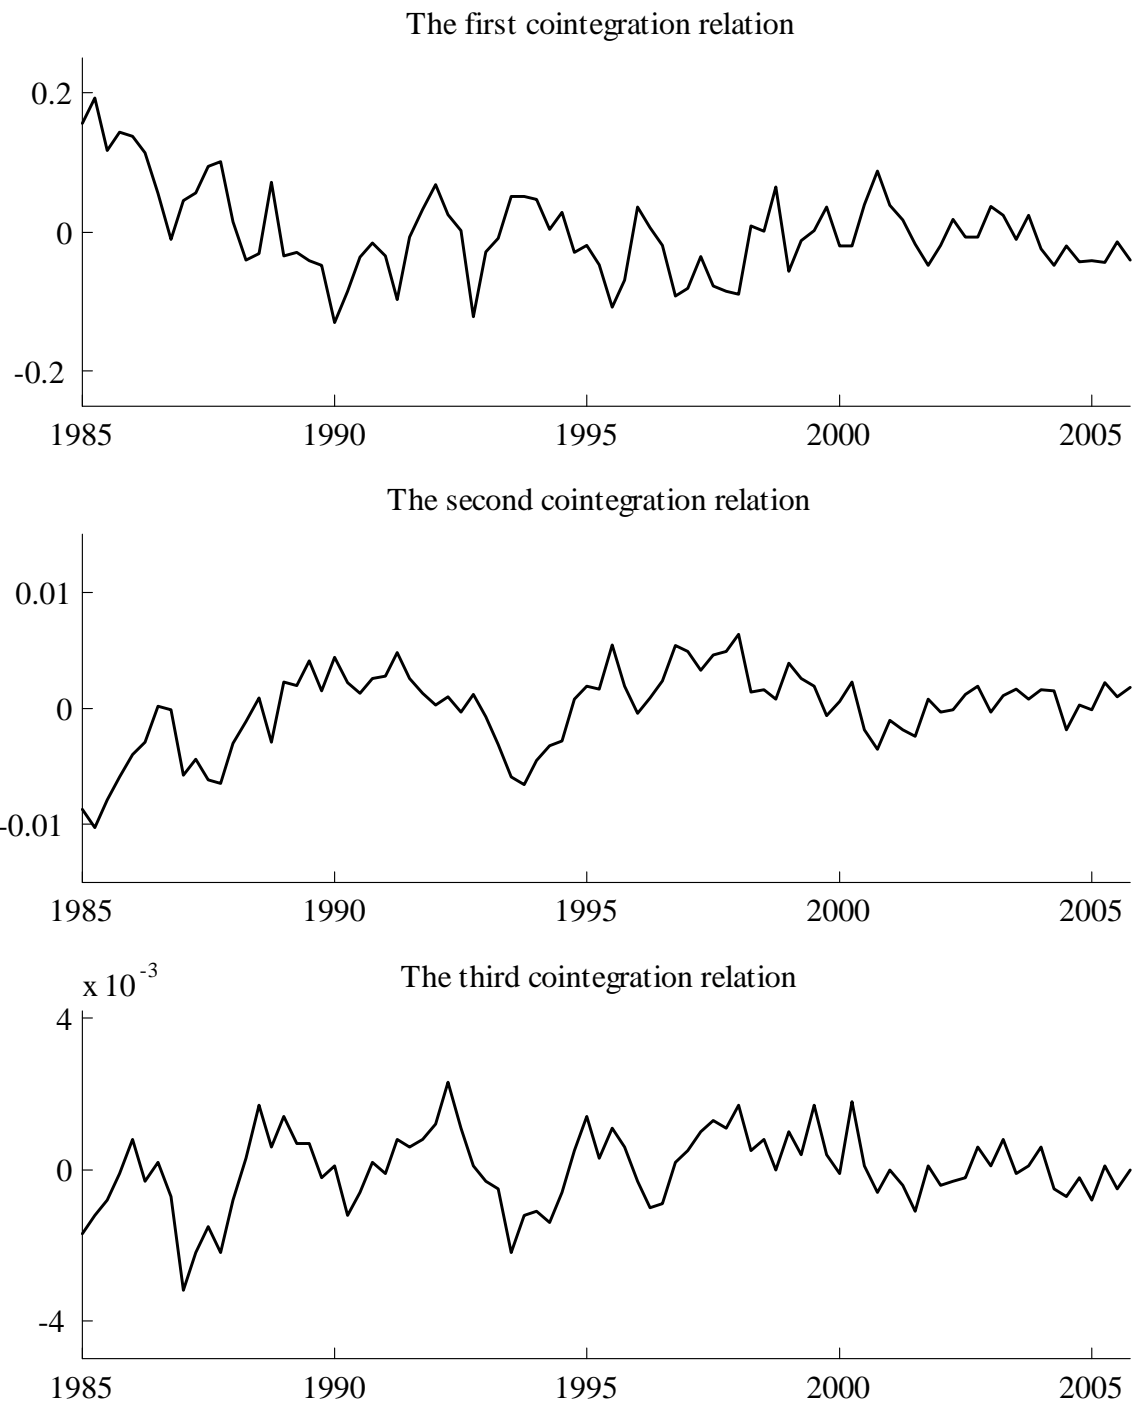 The first cointegration relation
0.2
0
-0.2
1985 1990 1995 2000 2005
The second cointegration relation
0.01
0
-0.01
1985 1990 1995 2000 2005
The third cointegration relation
x 10-3
4
0
-4
1985 1990 1995 2000 2005